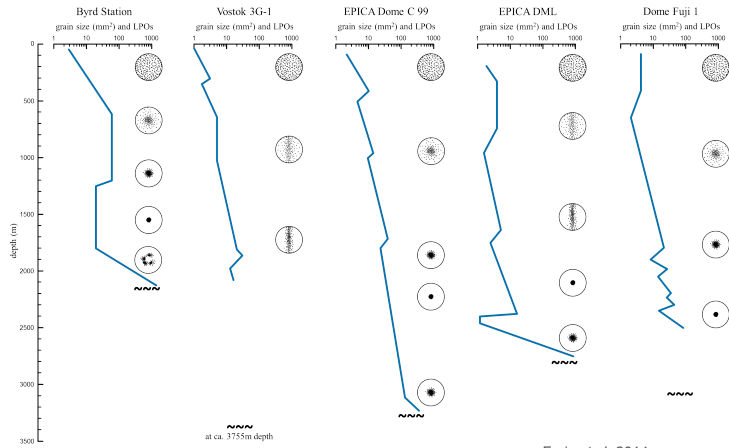 Byrd Station
grain size (mm²) and LPOs
1 10 100 1000
Vostok 3G-1
grain size (mm²) and LPOs
1 10 100 1000
EPICA Dome C 99
grain size (mm²) and LPOs
1 10 100 1000
EPICA DML
grain size (mm²) and LPOs
1 10 100 1000
Dome Fuji 1
grain size (mm²) and LPOs
1 10 100 1000
depth (m)
0
500
1000
1500
2000
2500
3000
3500
at ca. 3755m depth